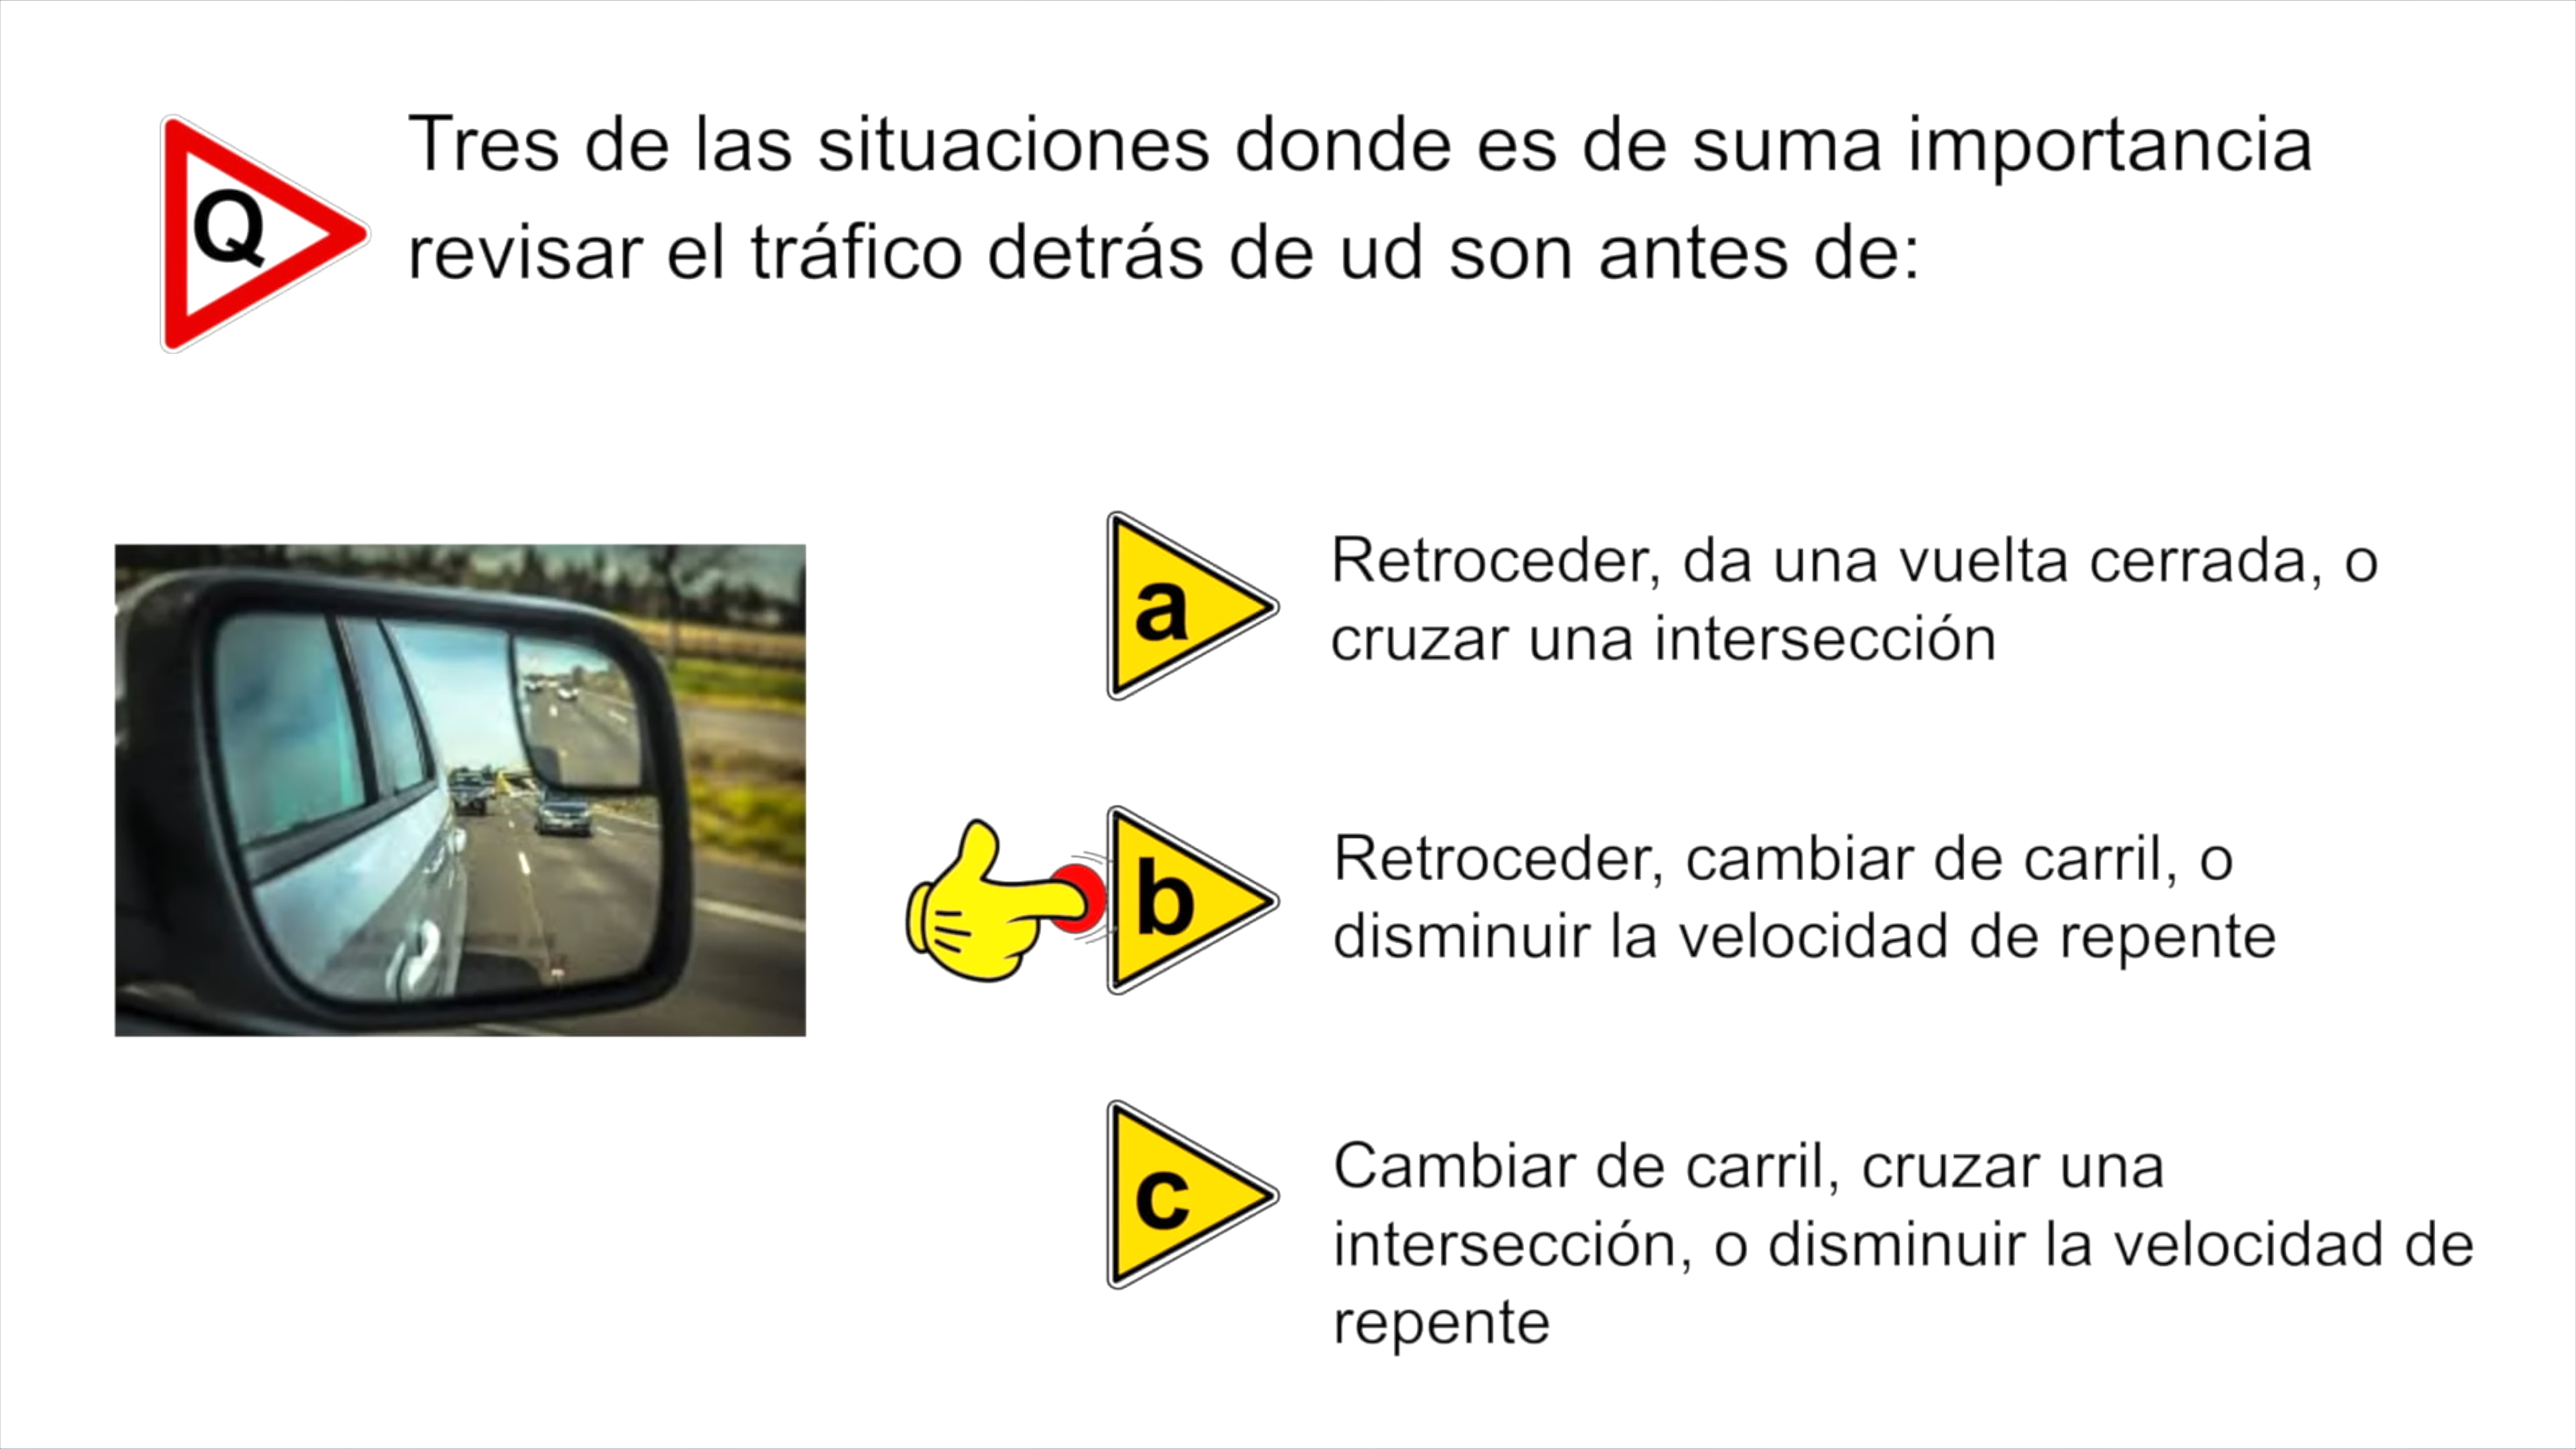 Q
Tres de las situaciones donde es de suma importancia
revisar el tráfico detrás de ud son antes de:
a
Retroceder, da una vuelta cerrada, o
cruzar una intersección
b
Retroceder, cambiar de carril, o
disminuir la velocidad de repente
c
Cambiar de carril, cruzar una
intersección, o disminuir la velocidad de
repente